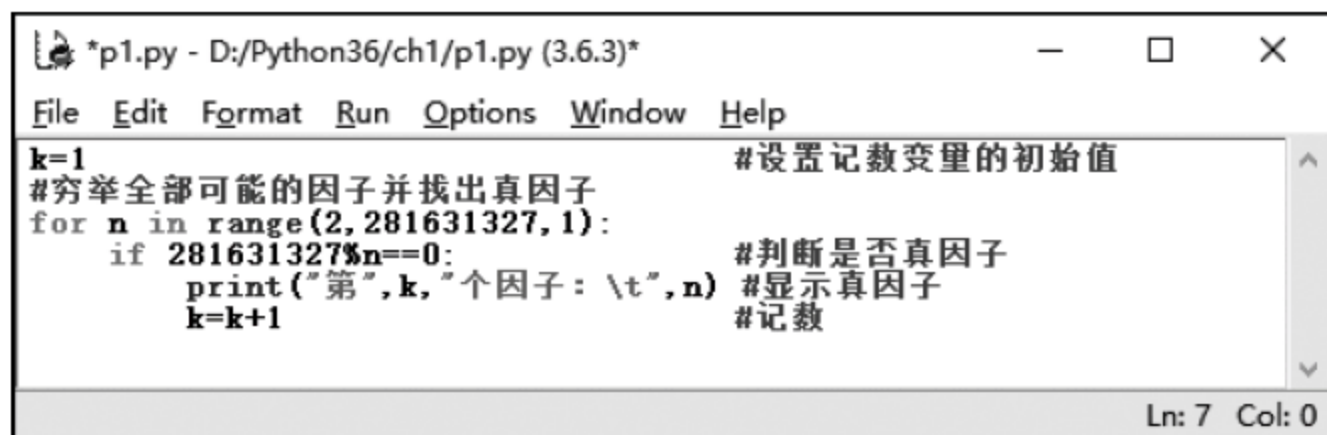 *p1.py - D:/Python36/ch1/p1.py (3.6.3)*
File Edit Format Run Options Window Help
k=1 #设置记数变里的初始值
#穷举全部可能的因子并找出真因子
for n in range(2,281631327,1):
if 281631327%n==0: #判断是否真因子
print("第",k,"个因子：\t",n) #显示真因子
k=k+1 #记数
Ln: 7 Col: 0